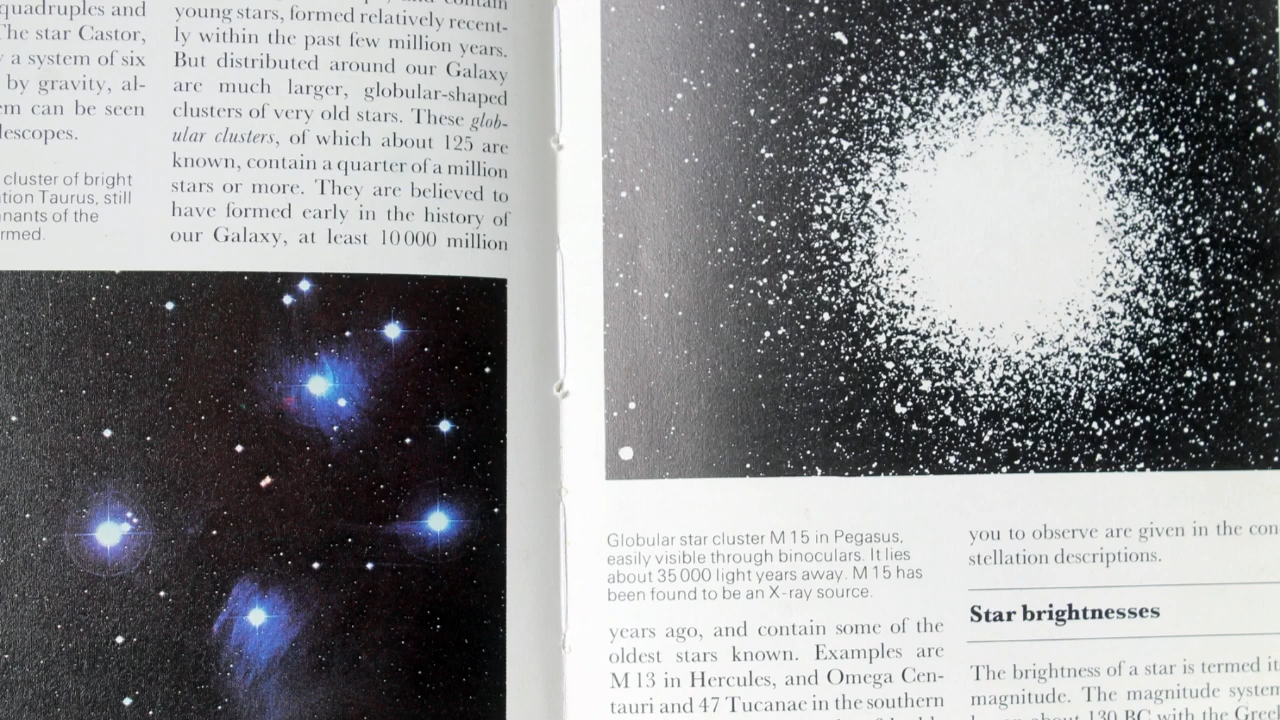 quadruples and
The star Castor,
a system of six
by gravity, al-
em can be seen
lescopes.
cluster of bright
tion Taurus, still
nants of the
rmed.
contain
young stars, formed relatively recent-
ly within the past few million years.
But distributed around our Galaxy
are much larger, globular-shaped
clusters of very old stars. These glob-
ular clusters, of which about 125 are
known, contain a quarter of a million
stars or more. They are believed to
have formed early in the history of
our Galaxy, at least 10 000 million
Globular star cluster M 15 in Pegasus,
easily visible through binoculars. It lies
about 35 000 light years away. M 15 has
been found to be an X-ray source.
years ago, and contain some of the
oldest stars known. Examples are
M 13 in Hercules, and Omega Cen-
tauri and 47 Tucanae in the southern
you to observe are given in the con
stellation descriptions.
Star brightnesses
The brightness of a star is termed it
magnitude. The magnitude system
about 130 BC with the Greek